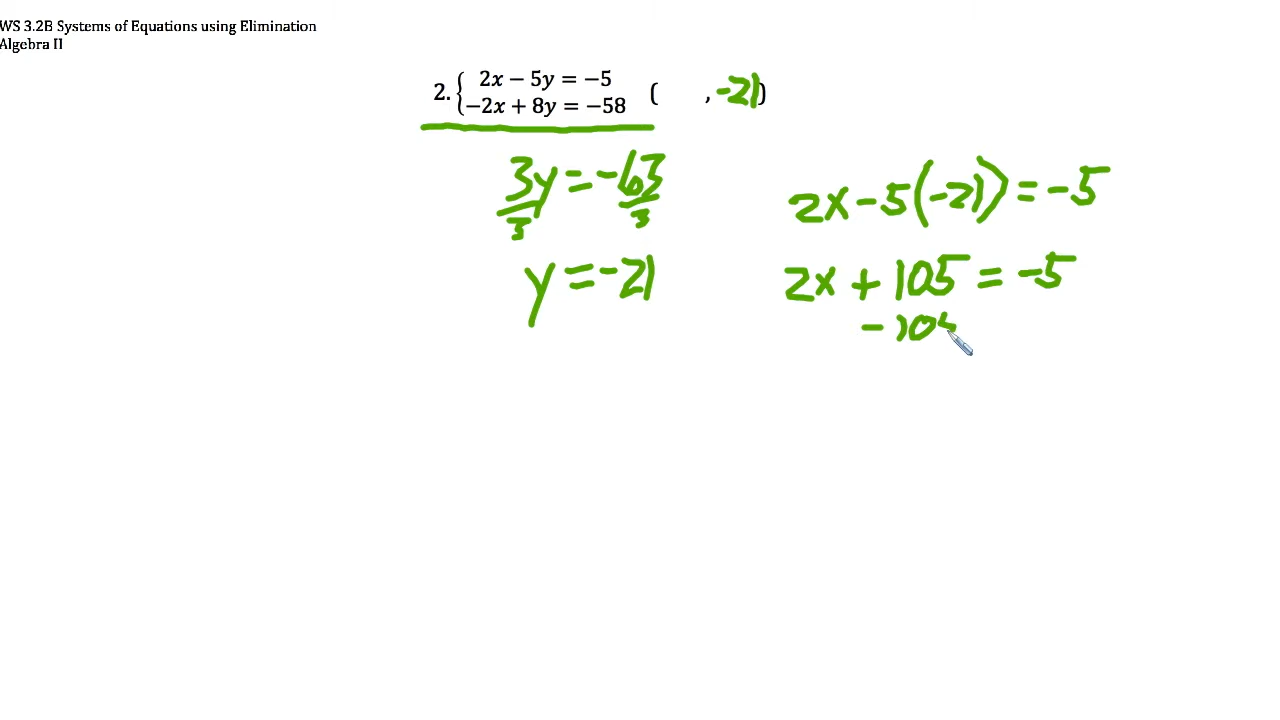 WS 3.2B Systems of Equations using Elimination
Algebra II
2. { 2x − 5y = −5
−2x + 8y = −58 ( , -21)
3y = -63
3 3
y = -21
2x - 5(-21) = -5
2x + 105 = -5
- 105